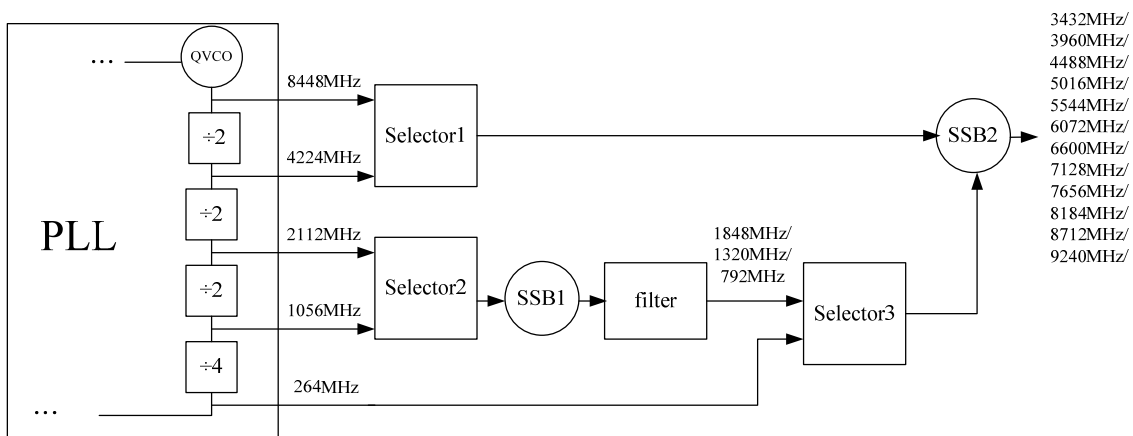 ...
QVCO
÷2
÷2
÷2
÷4
PLL
...
8448MHz
4224MHz
2112MHz
1056MHz
264MHz
Selector1
Selector2
SSB1
filter
1848MHz/
1320MHz/
792MHz
Selector3
SSB2
3432MHz/
3960MHz/
4488MHz/
5016MHz/
5544MHz/
6072MHz/
6600MHz/
7128MHz/
7656MHz/
8184MHz/
8712MHz/
9240MHz/